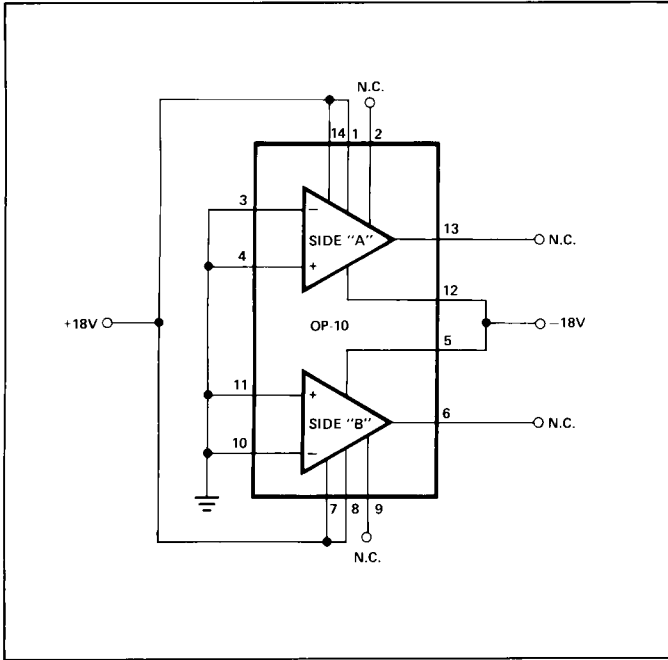 N.C.
14 1 2
3
SIDE "A"
13
N.C.
4
12
+18V
OP-10
-18V
5
11
SIDE "B"
6
N.C.
10
7 8 9
N.C.